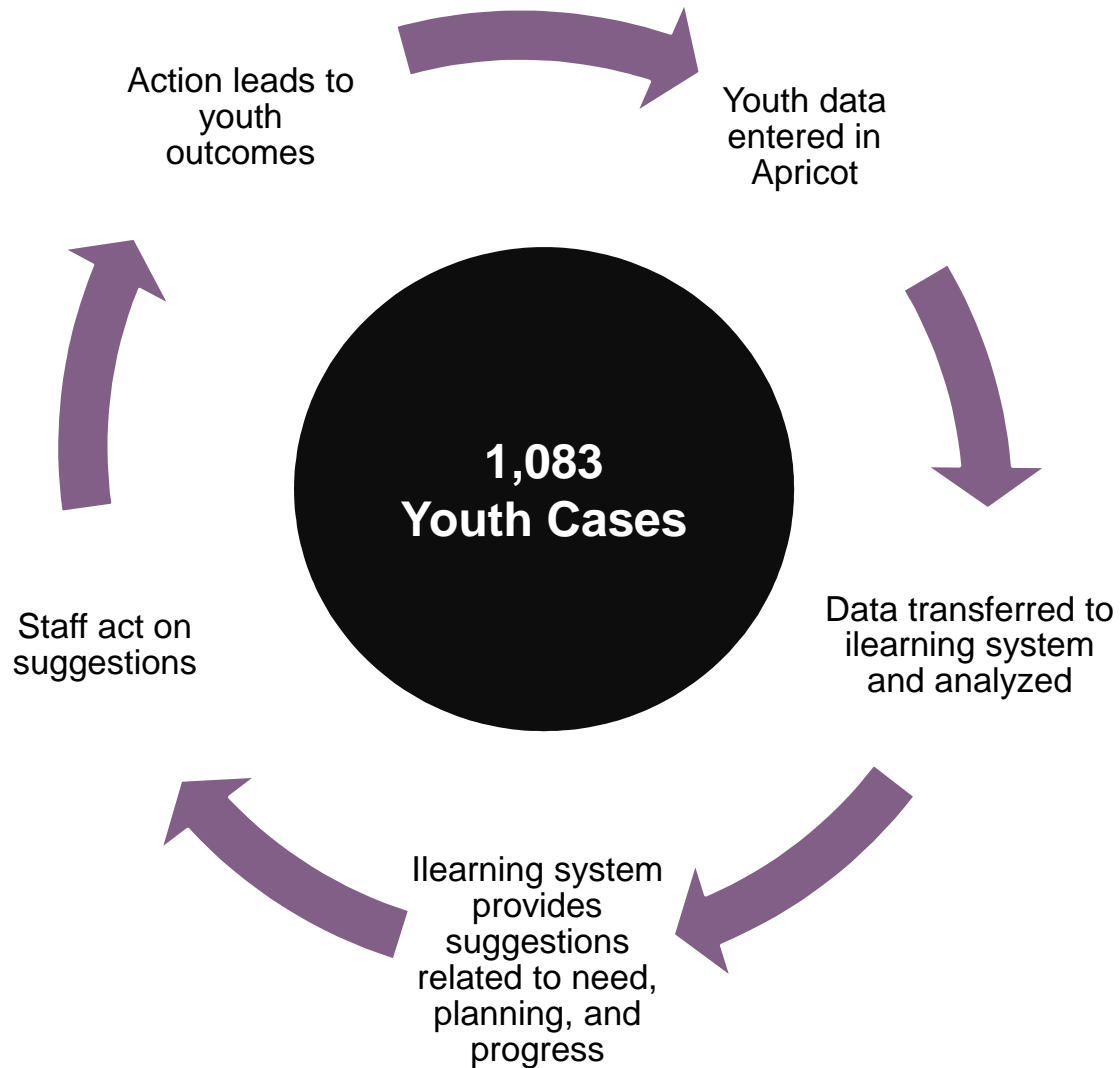 Action leads to
youth
outcomes
Youth data
entered in
Apricot
1,083
Youth Cases
Data transferred to
ilearning system
and analyzed
Staff act on
suggestions
Ilearning system
provides
suggestions
related to need,
planning, and
progress